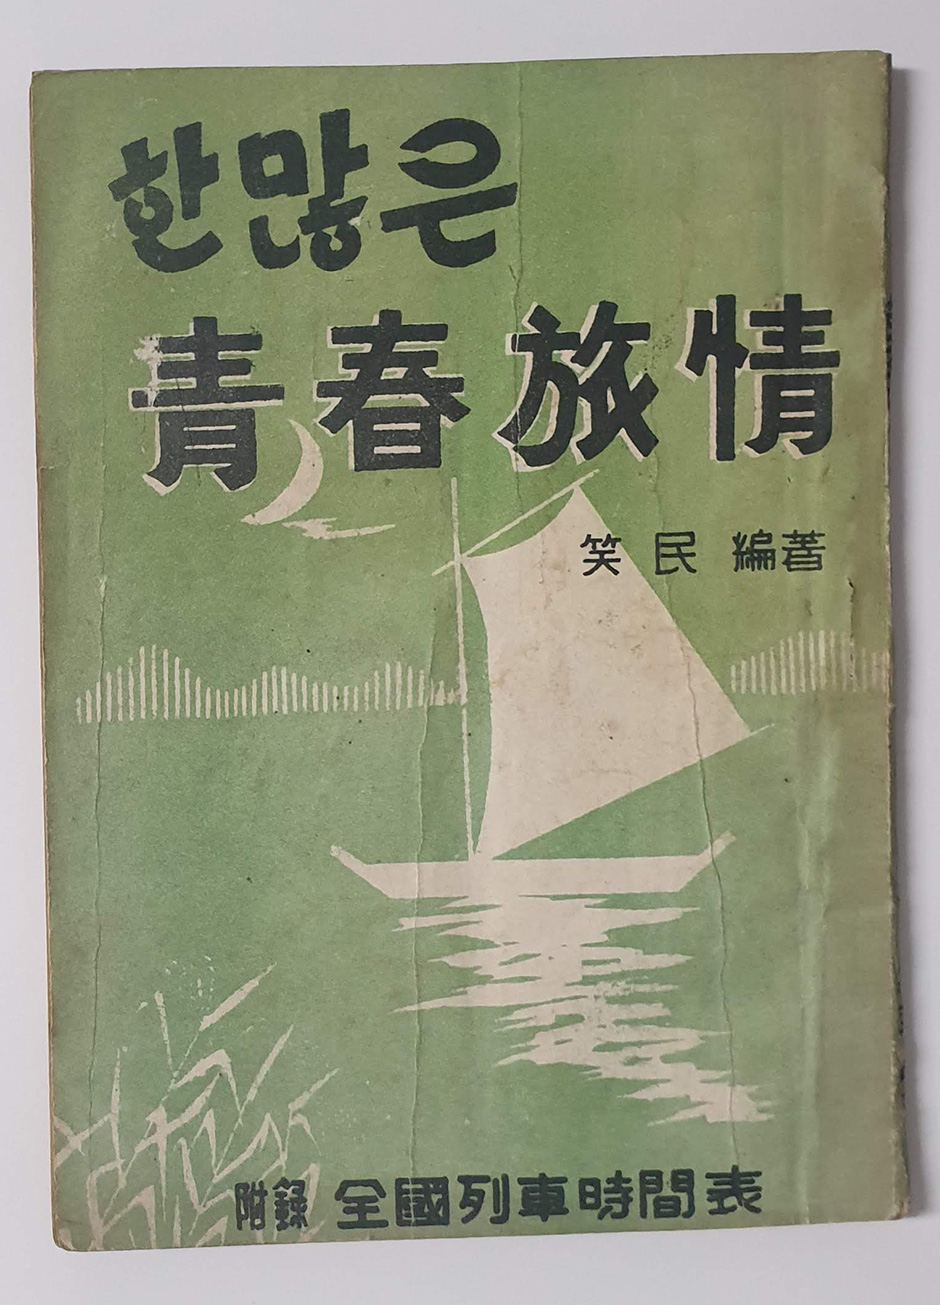 한많은
青春旅情
笑民 編著
附錄 全國列車時間表